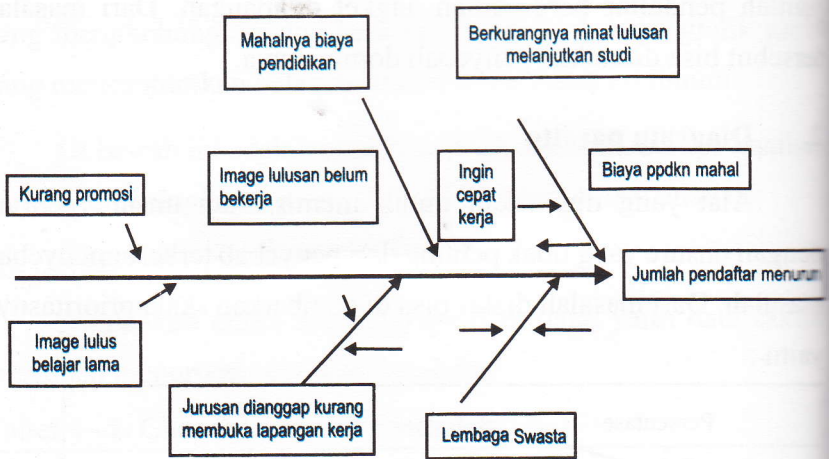 Mahalnya biaya
pendidikan
Berkurangnya minat lulusan
melanjutkan studi
Kurang promosi
Image lulusan belum
bekerja
Ingin
cepat
kerja
Biaya ppdkn mahal
Jumlah pendaftar menurun
Image lulus
belajar lama
Jurusan dianggap kurang
membuka lapangan kerja
Lembaga Swasta